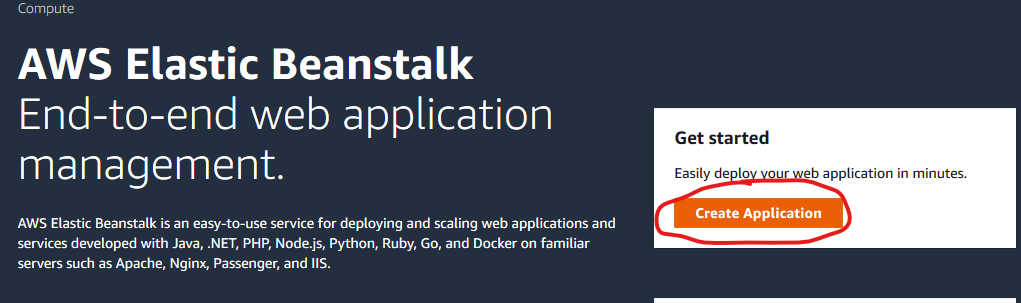 Compute
AWS Elastic Beanstalk
End-to-end web application
management.
AWS Elastic Beanstalk is an easy-to-use service for deploying and scaling web applications and
services developed with Java, .NET, PHP, Node.js, Python, Ruby, Go, and Docker on familiar
servers such as Apache, Nginx, Passenger, and IIS.
Get started
Easily deploy your web application in minutes.
Create Application